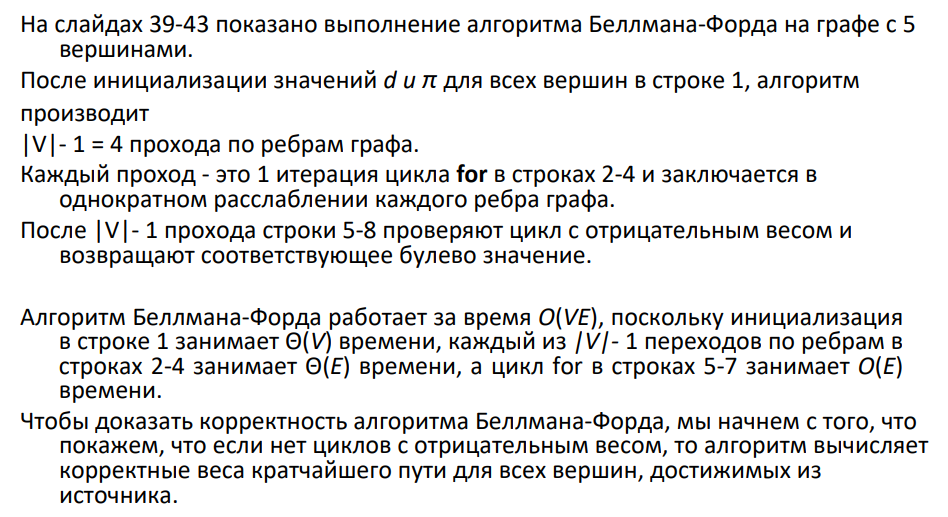 На слайдах 39-43 показано выполнение алгоритма Беллмана-Форда на графе с 5
вершинами.
После инициализации значений d и π для всех вершин в строке 1, алгоритм
производит
|V|- 1 = 4 прохода по ребрам графа.
Каждый проход - это 1 итерация цикла for в строках 2-4 и заключается в
однократном расслаблении каждого ребра графа.
После |V|- 1 прохода строки 5-8 проверяют цикл с отрицательным весом и
возвращают соответствующее булево значение.
Алгоритм Беллмана-Форда работает за время O(VE), поскольку инициализация
в строке 1 занимает Θ(V) времени, каждый из |V|- 1 переходов по ребрам в
строках 2-4 занимает Θ(E) времени, а цикл for в строках 5-7 занимает O(E)
времени.
Чтобы доказать корректность алгоритма Беллмана-Форда, мы начнем с того, что
покажем, что если нет циклов с отрицательным весом, то алгоритм вычисляет
корректные веса кратчайшего пути для всех вершин, достижимых из
источника.